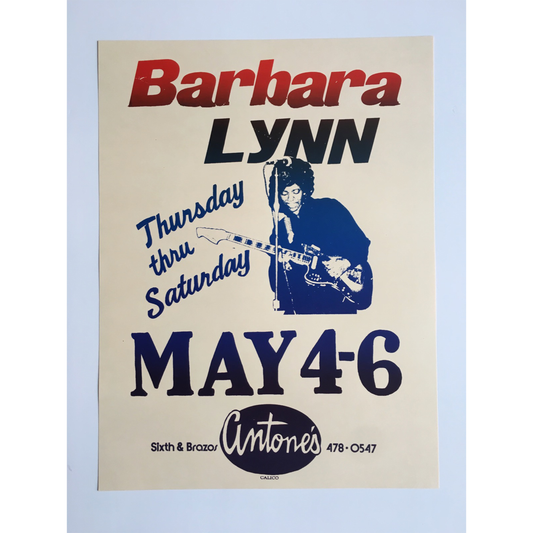 Barbara
LYNN
Thursday
thru
Saturday
MAY 4-6
Sixth & Brazos antone's 478·0547
CALICO